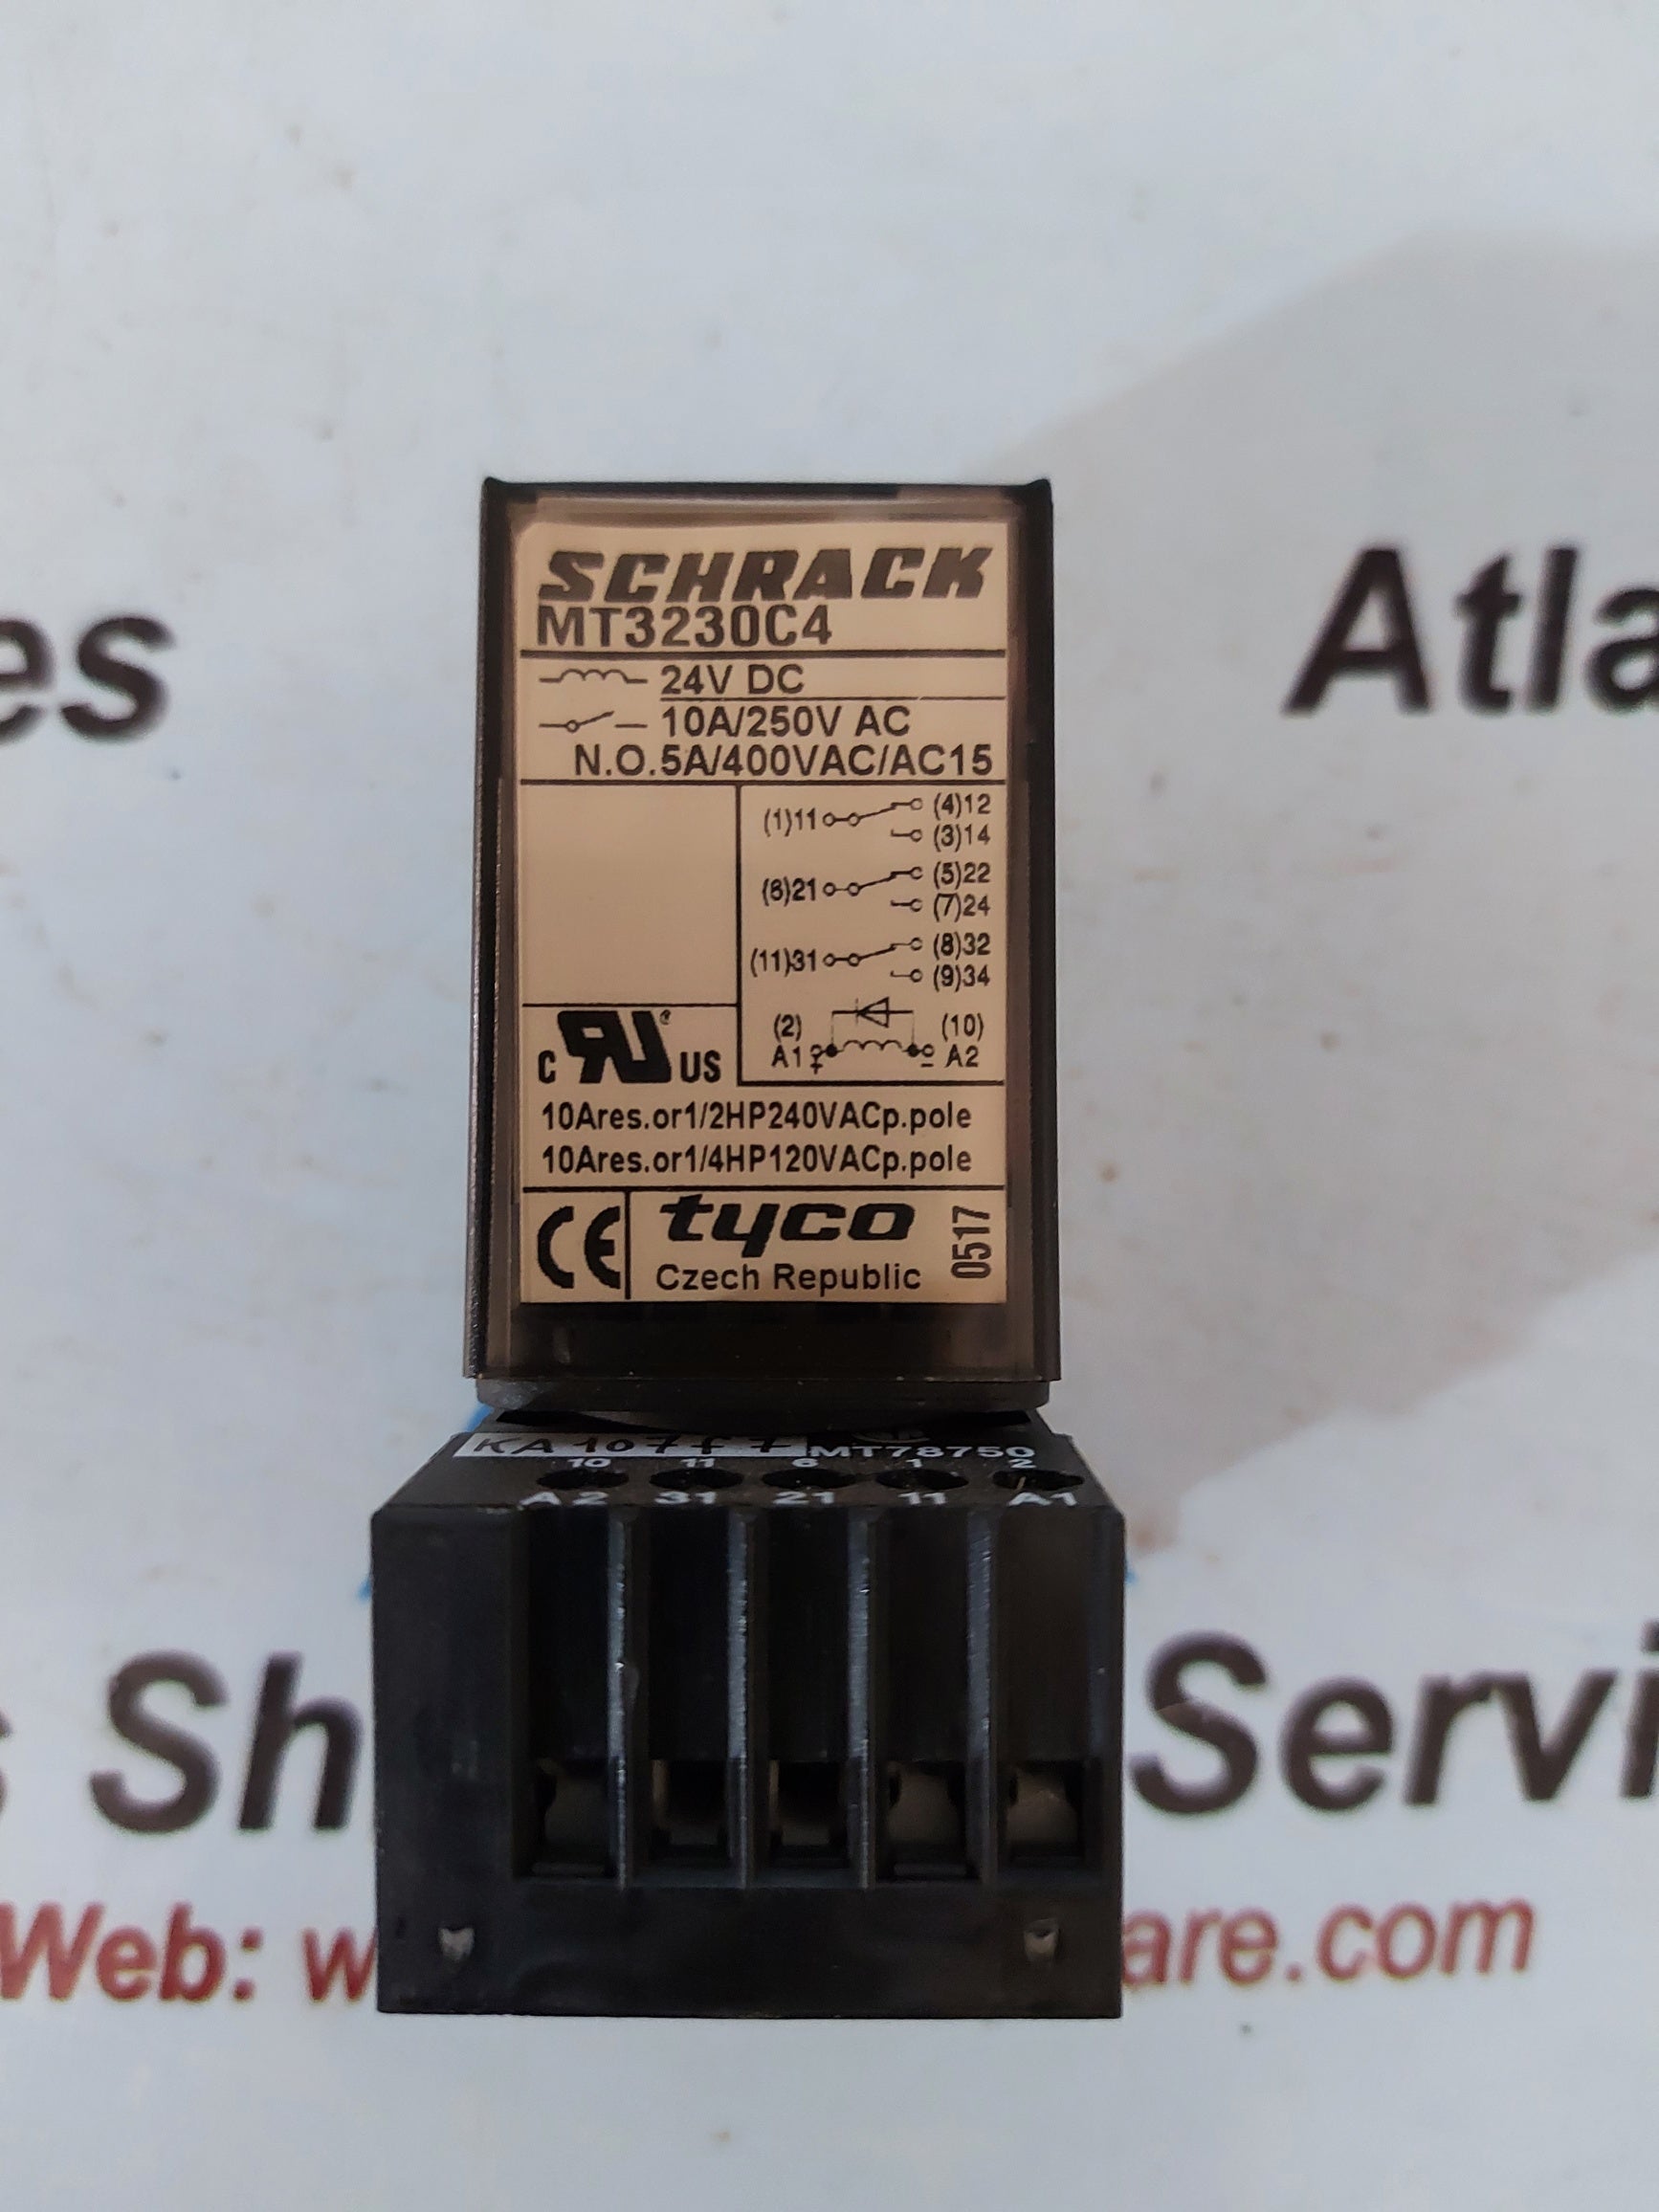 SCHRACK
MT3230C4
24V DC
10A/250V AC
N.O.5A/400VAC/AC15
(1)11 (4)12
(3)14
(6)21 (5)22
(7)24
(11)31 (8)32
(9)34
(2) (10)
A1 + - A2
C RU® US
10Ares.or1/2HP240VACp.pole
10Ares.or1/4HP120VACp.pole
CE tyco 0517
Czech Republic
MT78750
10 11 6 1 2
A2 31 21 11 A1
es Atla
s Sh Servi
Web: w are.com